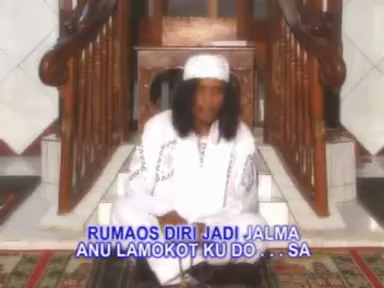 RUMAOS DIRI JADI JALMA
ANU LAMOKOT KU DO . . . SA